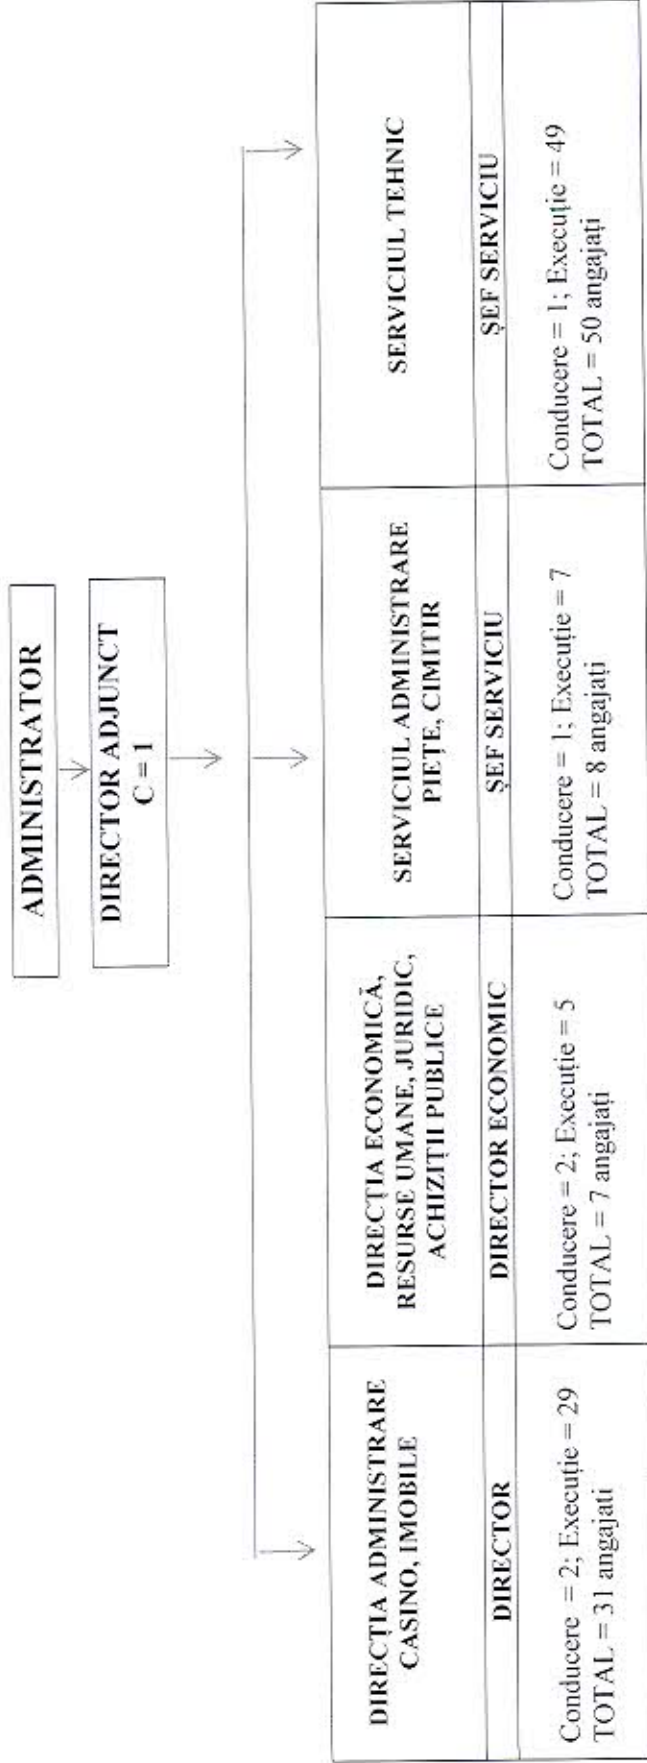 ADMINISTRATOR
DIRECTOR ADJUNCT
C = 1
DIRECȚIA ADMINISTRARE
CASINO, IMOBILE
DIRECTOR
Conducere = 2; Execuție = 29
TOTAL = 31 angajati
DIRECȚIA ECONOMICĂ,
RESURSE UMANE, JURIDIC,
ACHIZIȚII PUBLICE
DIRECTOR ECONOMIC
Conducere = 2; Execuție = 5
TOTAL = 7 angajați
SERVICIUL ADMINISTRARE
PIEȚE, CIMITIR
ȘEF SERVICIU
Conducere = 1; Execuție = 7
TOTAL = 8 angajați
SERVICIUL TEHNIC
ȘEF SERVICIU
Conducere = 1; Execuție = 49
TOTAL = 50 angajați